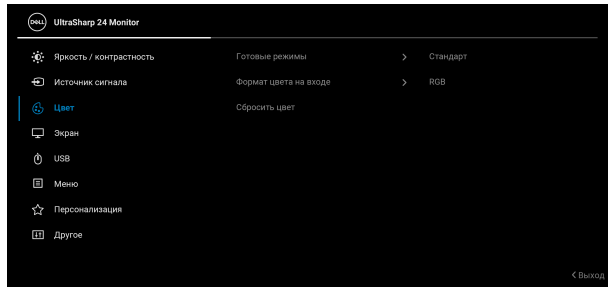 DELL UltraSharp 24 Monitor
Яркость / контрастность Готовые режимы > Стандарт
Источник сигнала Формат цвета на входе > RGB
Цвет Сбросить цвет
Экран
USB
Меню
Персонализация
Другое
< Выход